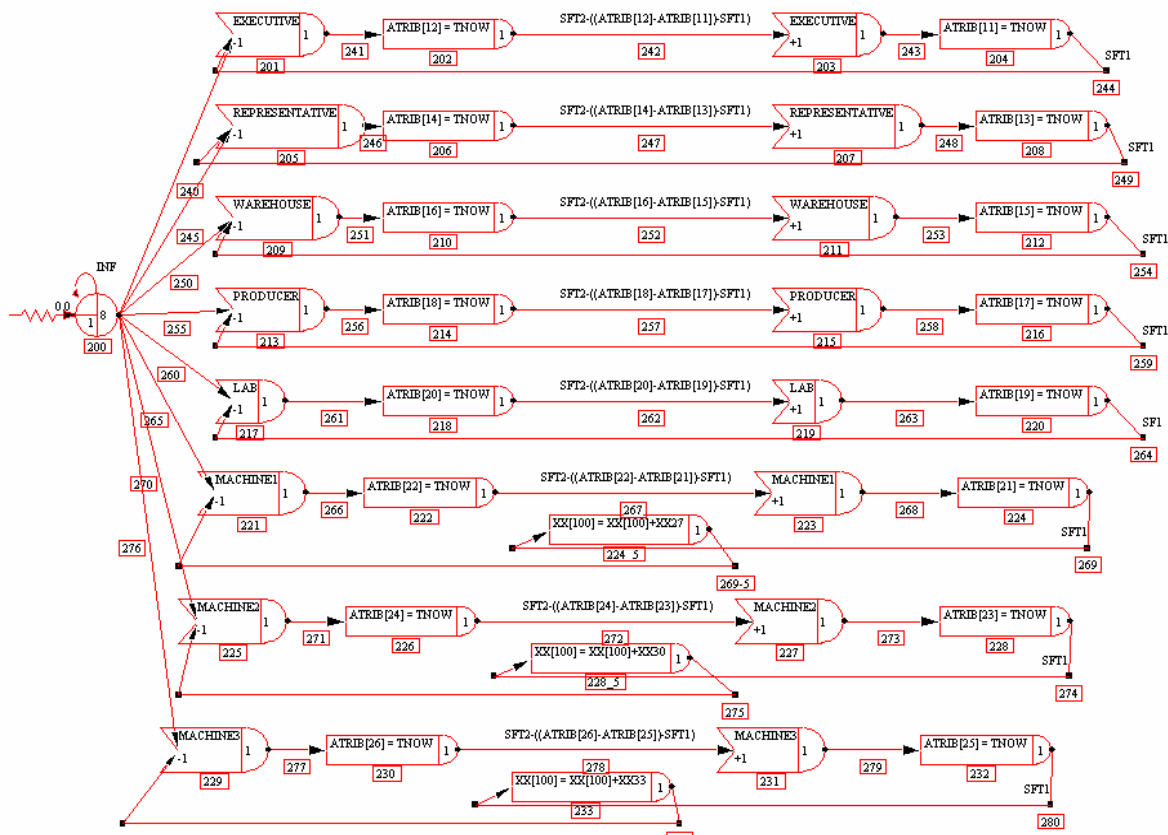 EXECUTIVE -1 1 201
241
ATRIB[12] = TNOW 1 202
SFT2-((ATRIB[12]-ATRIB[11])-SFT1)
242
EXECUTIVE +1 1 203
243
ATRIB[11] = TNOW 1 204
SFT1
244
REPRESENTATIVE -1 1 205
246
ATRIB[14] = TNOW 1 206
SFT2-((ATRIB[14]-ATRIB[13])-SFT1)
247
REPRESENTATIVE +1 1 207
248
ATRIB[13] = TNOW 1 208
SFT1
249
240
WAREHOUSE -1 1 209
251
ATRIB[16] = TNOW 1 210
SFT2-((ATRIB[16]-ATRIB[15])-SFT1)
252
WAREHOUSE +1 1 211
253
ATRIB[15] = TNOW 1 212
SFT1
254
245
INF
250
0.0
1 8 200
PRODUCER -1 1 213
255
256
ATRIB[18] = TNOW 1 214
SFT2-((ATRIB[18]-ATRIB[17])-SFT1)
257
PRODUCER +1 1 215
258
ATRIB[17] = TNOW 1 216
SFT1
259
260
LAB -1 1 217
261
ATRIB[20] = TNOW 1 218
SFT2-((ATRIB[20]-ATRIB[19])-SFT1)
262
LAB +1 1 219
263
ATRIB[19] = TNOW 1 220
SF1
264
265
270
MACHINE1 -1 1 221
266
ATRIB[22] = TNOW 1 222
SFT2-((ATRIB[22]-ATRIB[21])-SFT1)
267
MACHINE1 +1 1 223
268
ATRIB[21] = TNOW 1 224
SFT1
269
XX[100] = XX[100]+XX27 1 224_5
269-5
276
MACHINE2 -1 1 225
271
ATRIB[24] = TNOW 1 226
SFT2-((ATRIB[24]-ATRIB[23])-SFT1)
272
MACHINE2 +1 1 227
273
ATRIB[23] = TNOW 1 228
SFT1
274
XX[100] = XX[100]+XX30 1 228_5
275
MACHINE3 -1 1 229
277
ATRIB[26] = TNOW 1 230
SFT2-((ATRIB[26]-ATRIB[25])-SFT1)
278
MACHINE3 +1 1 231
279
ATRIB[25] = TNOW 1 232
SFT1
280
XX[100] = XX[100]+XX33 1 233